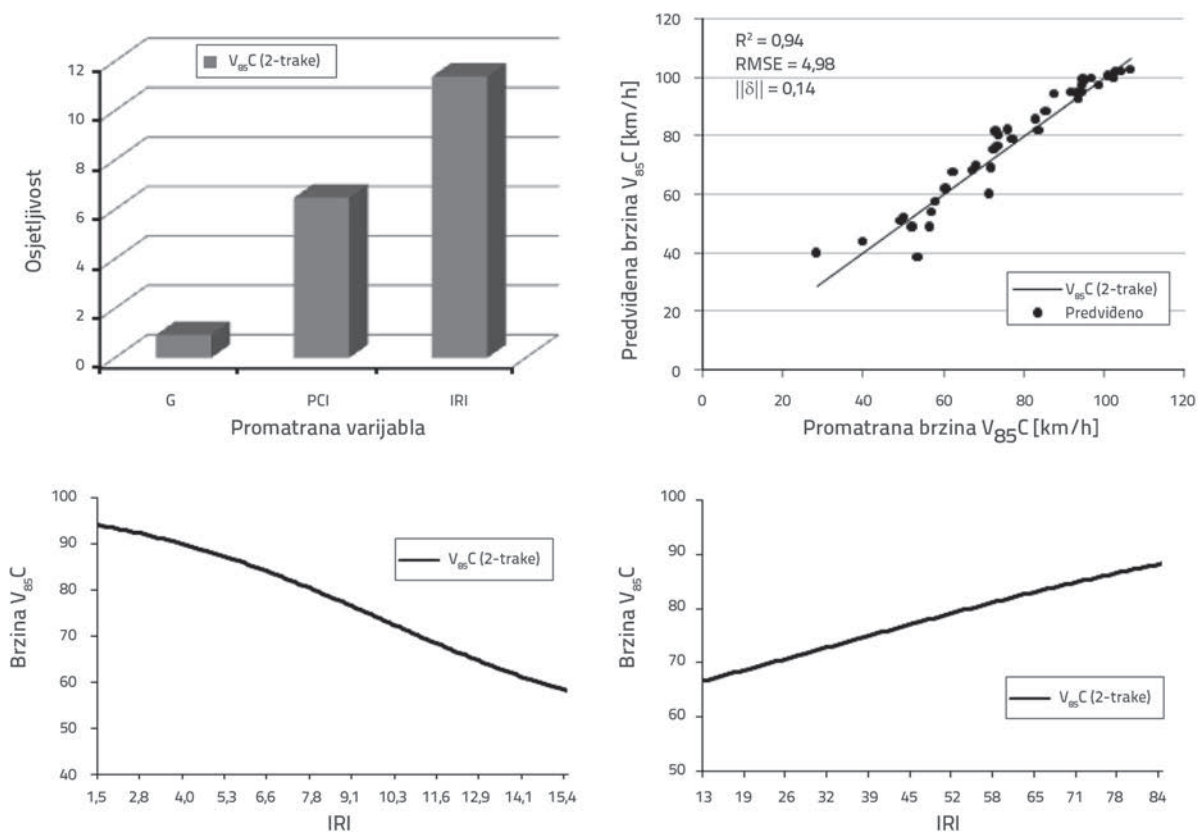 V₈₅C (2-trake)
12
10
8
6
4
2
0
Osjetljivost
G PCI IRI
Promatrana varijabla
R² = 0,94
RMSE = 4,98
||δ|| = 0,14
120
100
80
60
40
20
0
Predviđena brzina V₈₅C [km/h]
V₈₅C (2-trake)
Predviđeno
0 20 40 60 80 100 120
Promatrana brzina V₈₅C [km/h]
100
90
80
70
60
50
40
Brzina V₈₅C
V₈₅C (2-trake)
1,5 2,8 4,0 5,3 6,6 7,8 9,1 10,3 11,6 12,9 14,1 15,4
IRI
100
90
80
70
60
50
Brzina V₈₅C
V₈₅C (2-trake)
13 19 26 32 39 45 52 58 65 71 78 84
IRI